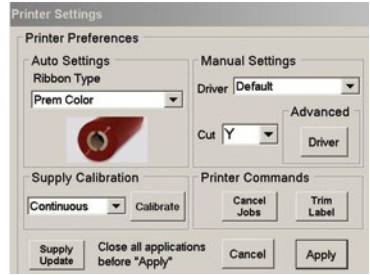 Printer Settings
Printer Preferences
Auto Settings
Ribbon Type
Prem Color
Manual Settings
Driver Default
Cut Y
Advanced
Driver
Supply Calibration
Continuous Calibrate
Printer Commands
Cancel Jobs
Trim Label
Supply Update
Close all applications
before "Apply"
Cancel
Apply